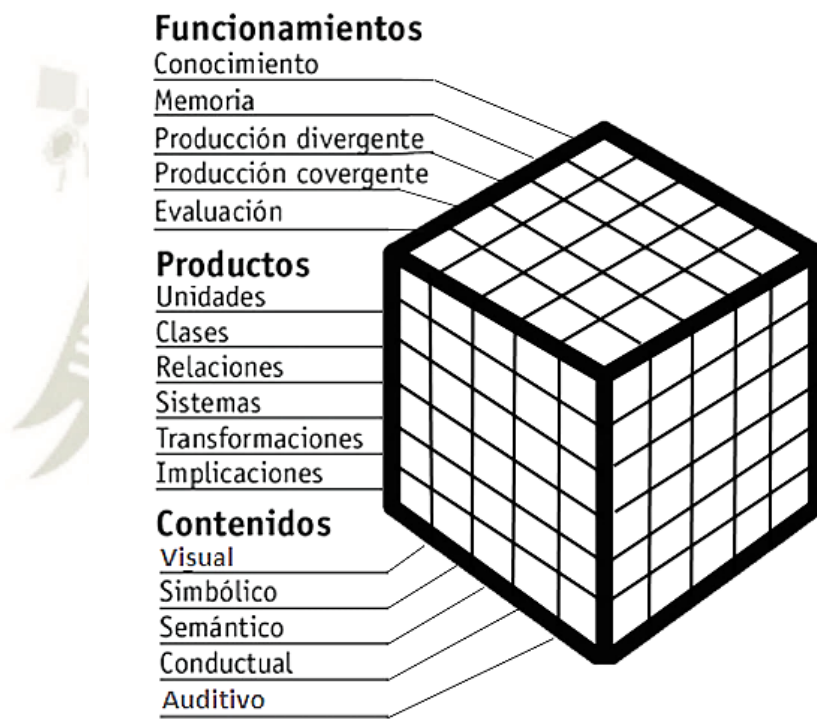 Funcionamientos
Conocimiento
Memoria
Producción divergente
Producción covergente
Evaluación
Productos
Unidades
Clases
Relaciones
Sistemas
Transformaciones
Implicaciones
Contenidos
Visual
Simbólico
Semántico
Conductual
Auditivo